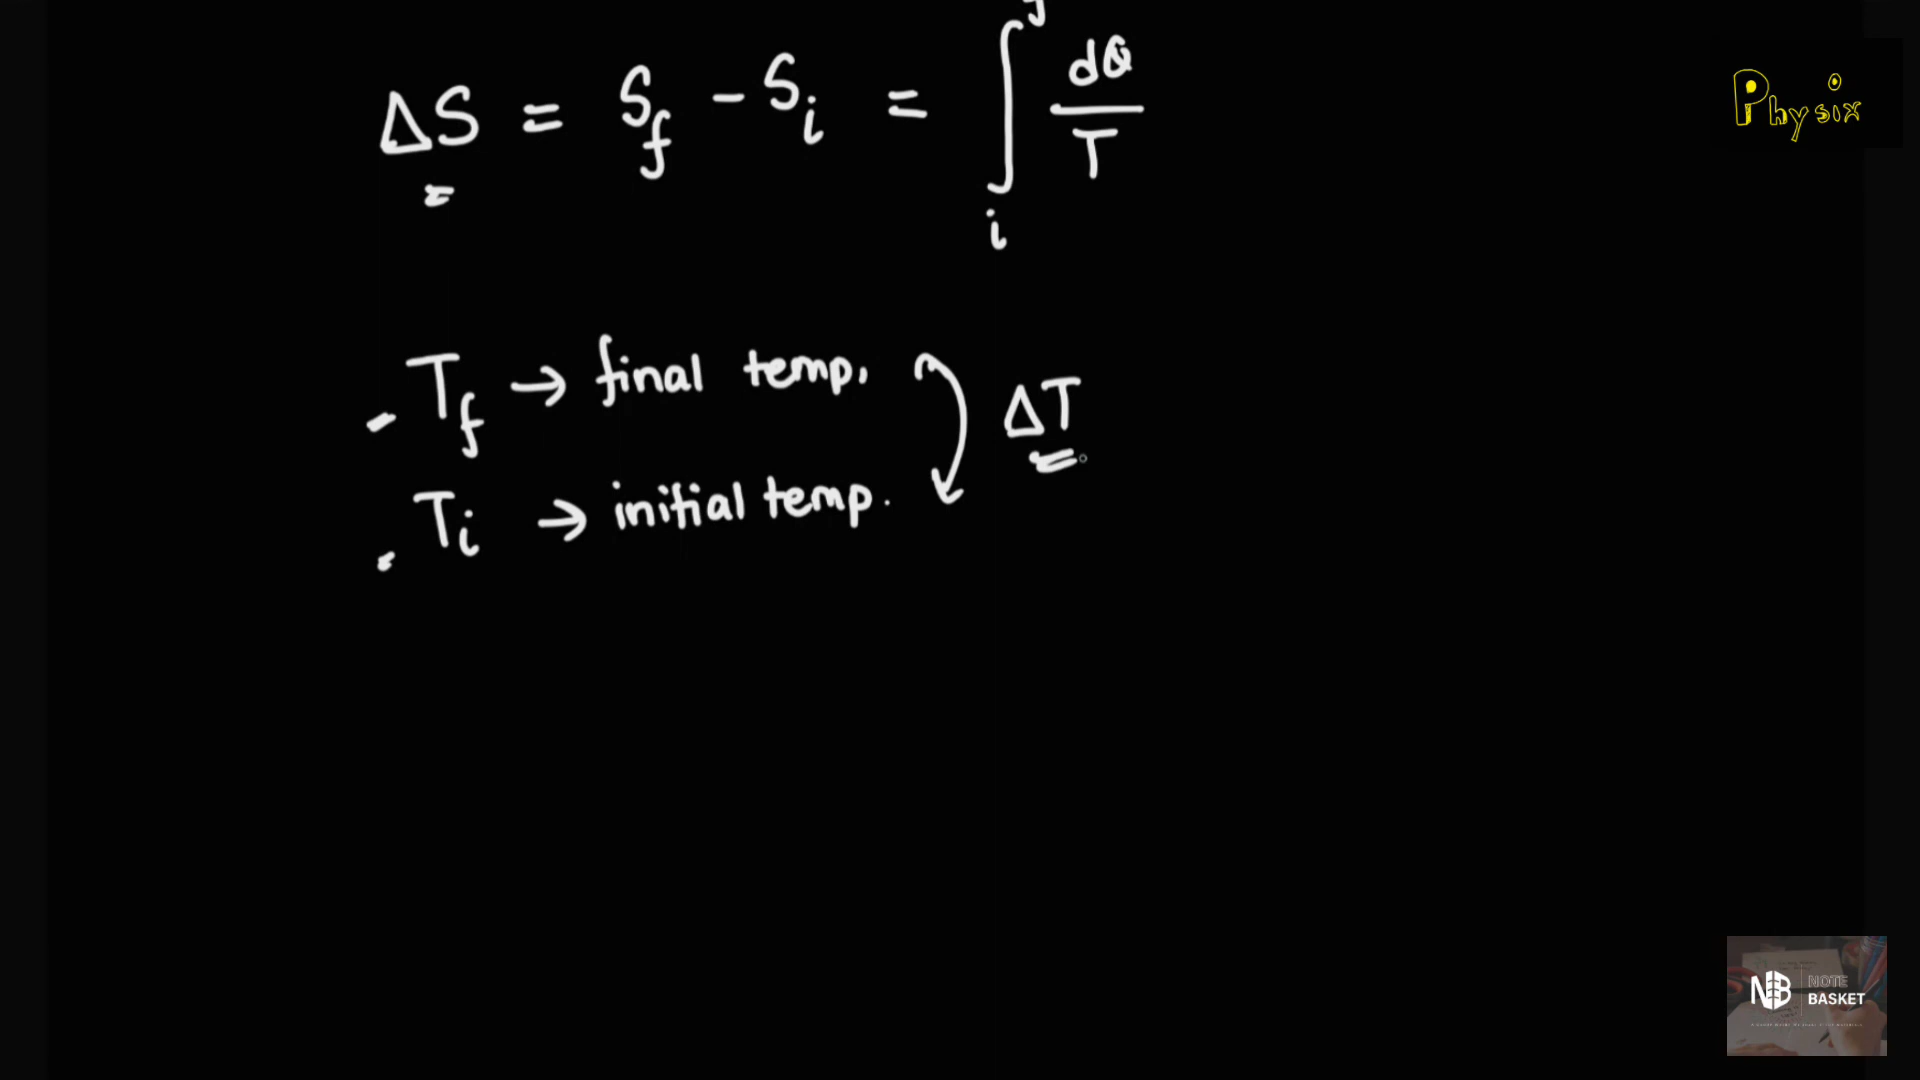 ΔS = S_f - S_i = ∫_i^f dQ/T
Physix
T_f → final temp.
ΔT
T_i → initial temp.
NB NOTE BASKET